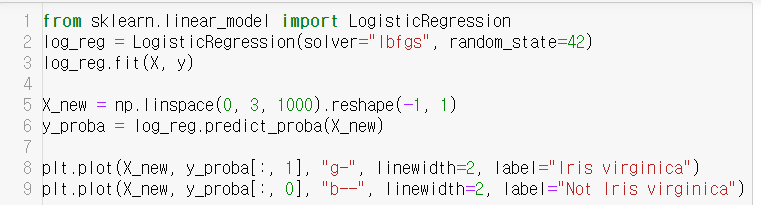 1 from sklearn.linear_model import LogisticRegression
2 log_reg = LogisticRegression(solver="lbfgs", random_state=42)
3 log_reg.fit(X, y)
4
5 X_new = np.linspace(0, 3, 1000).reshape(-1, 1)
6 y_proba = log_reg.predict_proba(X_new)
7
8 plt.plot(X_new, y_proba[:, 1], "g-", linewidth=2, label="Iris virginica")
9 plt.plot(X_new, y_proba[:, 0], "b--", linewidth=2, label="Not Iris virginica")